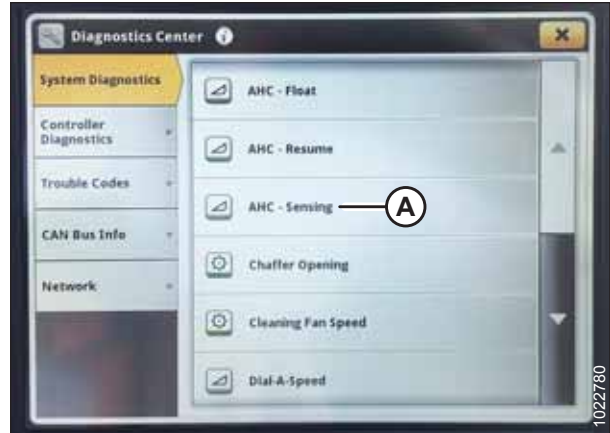 Diagnostics Center
System Diagnostics
AHC - Float
Controller
Diagnostics
AHC - Resume
Trouble Codes
AHC - Sensing
A
CAN Bus Info
Chaffer Opening
Network
Cleaning Fan Speed
Dial-A-Speed
1022780